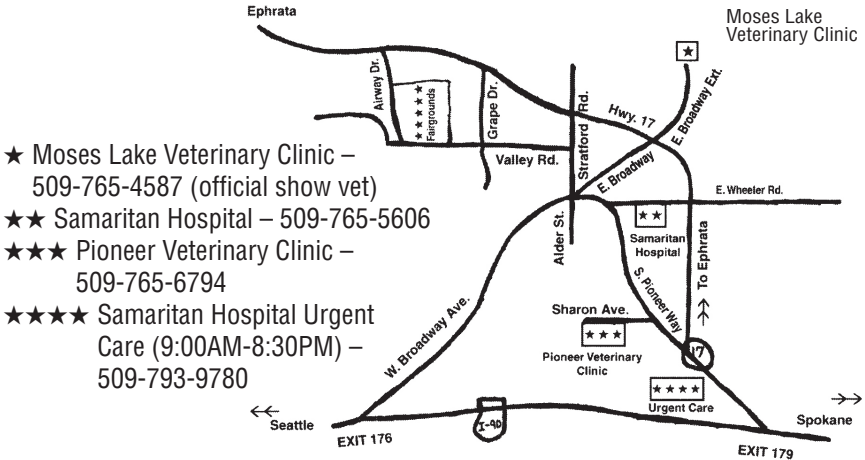 ★ Moses Lake Veterinary Clinic –
509-765-4587 (official show vet)
★★ Samaritan Hospital – 509-765-5606
★★★ Pioneer Veterinary Clinic –
509-765-6794
★★★★ Samaritan Hospital Urgent
Care (9:00AM-8:30PM) –
509-793-9780
Ephrata
Moses Lake
Veterinary Clinic
★
Airway Dr.
★★★★★
Fairgrounds
Grape Dr.
Valley Rd.
Stratford Rd.
Hwy. 17
E. Broadway Ext.
E. Broadway
E. Wheeler Rd.
★★
Samaritan
Hospital
Alder St.
To Ephrata
S. Pioneer Way
W. Broadway Ave.
Sharon Ave.
★★★
Pioneer Veterinary
Clinic
17
★★★★
Urgent Care
Seattle
EXIT 176
I-90
Spokane
EXIT 179